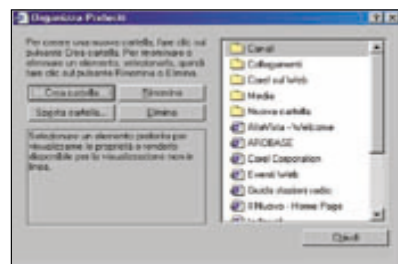 Organizza Preferiti
Per creare una nuova cartella, fare clic sul
pulsante Crea cartella. Per rinominare o
eliminare un elemento, selezionarlo, quindi
fare clic sul pulsante Rinomina o Elimina.
Crea cartella
Rinomina
Sposta cartella...
Elimina
Selezionare un elemento preferito per
visualizzarne le proprietà o renderlo
disponibile per la visualizzazione non in
linea.
Canali
Collegamenti
Corel sul Web
Media
Nuova cartella
AltaVista - Welcome
AROBASE
Corel Corporation
Eventi Web
Guida stazioni radio
Il Nuovo - Home Page
Chiudi